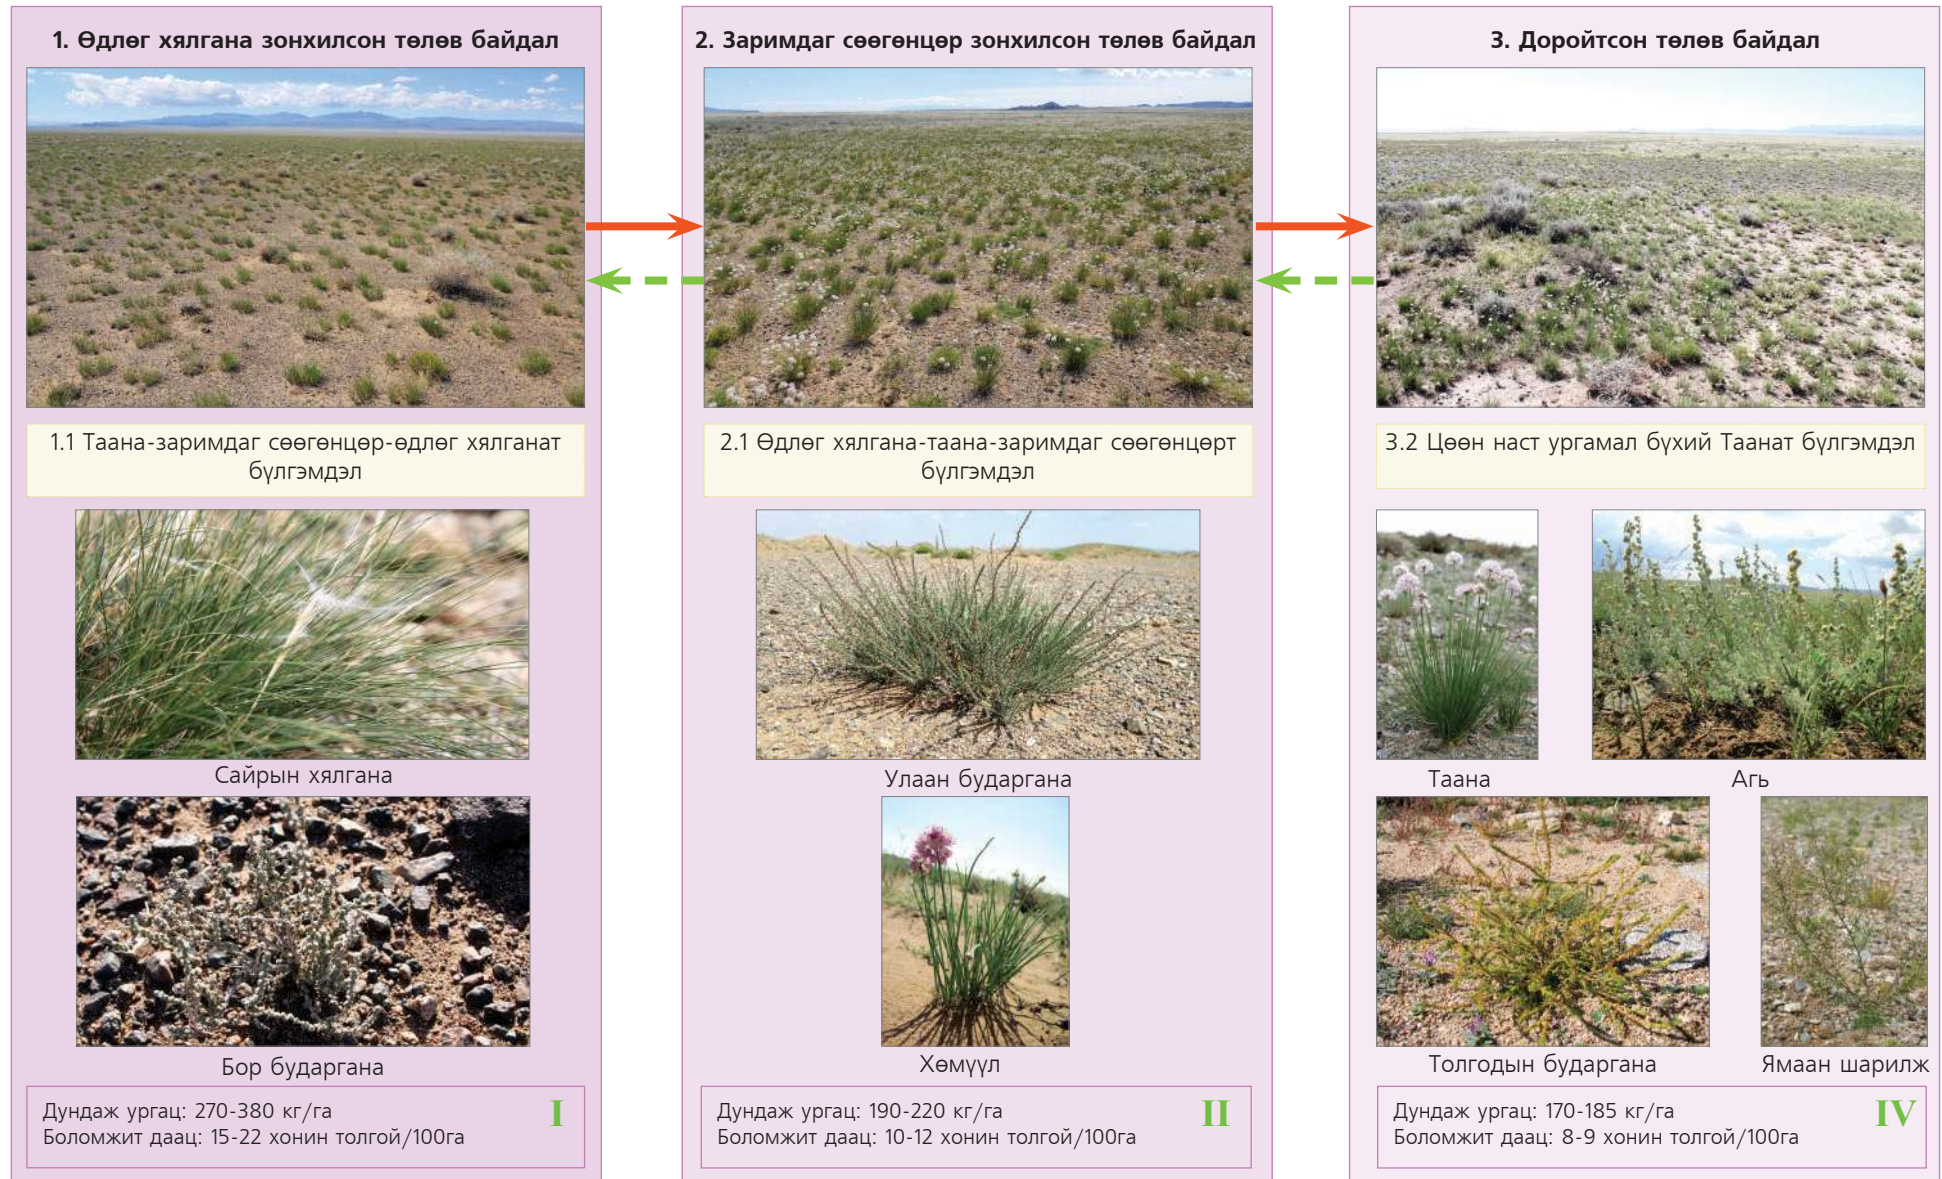 1. Өдлөг хялгана зонхилсон төлөв байдал
1.1 Таана-заримдаг сөөгөнцөр-өдлөг хялганат
бүлгэмдэл
Сайрын хялгана
Бор бударгана
Дундаж ургац: 270-380 кг/га
Боломжит даац: 15-22 хонин толгой/100га
I
2. Заримдаг сөөгөнцөр зонхилсон төлөв байдал
2.1 Өдлөг хялгана-таана-заримдаг сөөгөнцөрт
бүлгэмдэл
Улаан бударгана
Хөмүүл
Дундаж ургац: 190-220 кг/га
Боломжит даац: 10-12 хонин толгой/100га
II
3. Доройтсон төлөв байдал
3.2 Цөөн наст ургамал бүхий Таанат бүлгэмдэл
Таана
Агь
Толгодын бударгана
Ямаан шарилж
Дундаж ургац: 170-185 кг/га
Боломжит даац: 8-9 хонин толгой/100га
IV